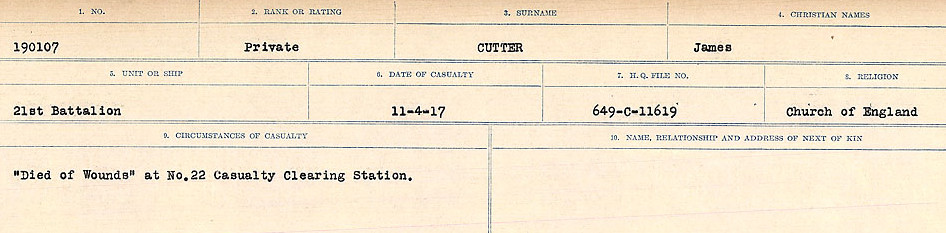 1. NO. 2. RANK OR RATING 3. SURNAME 4. CHRISTIAN NAMES
190107 Private CUTTER James
5. UNIT OR SHIP 6. DATE OF CASUALTY 7. H.Q. FILE NO. 8. RELIGION
21st Battalion 11-4-17 649-C-11619 Church of England
9. CIRCUMSTANCES OF CASUALTY 10. NAME, RELATIONSHIP AND ADDRESS OF NEXT OF KIN
"Died of Wounds" at No.22 Casualty Clearing Station.